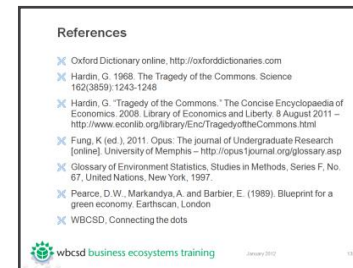 References
Oxford Dictionary online, http://oxforddictionaries.com
Hardin, G. 1968. The Tragedy of the Commons. Science
162(3859):1243-1248
Hardin, G. "Tragedy of the Commons." The Concise Encyclopaedia of
Economics. 2008. Library of Economics and Liberty. 8 August 2011 –
http://www.econlib.org/library/Enc/TragedyoftheCommons.html
Fung, K (ed.), 2011. Opus: The journal of Undergraduate Research
[online]. University of Memphis – http://opus1journal.org/glossary.asp
Glossary of Environment Statistics, Studies in Methods, Series F, No.
67, United Nations, New York, 1997.
Pearce, D.W., Markandya, A. and Barbier, E. (1989). Blueprint for a
green economy. Earthscan, London
WBCSD, Connecting the dots
wbcsd business ecosystems training
January 2012